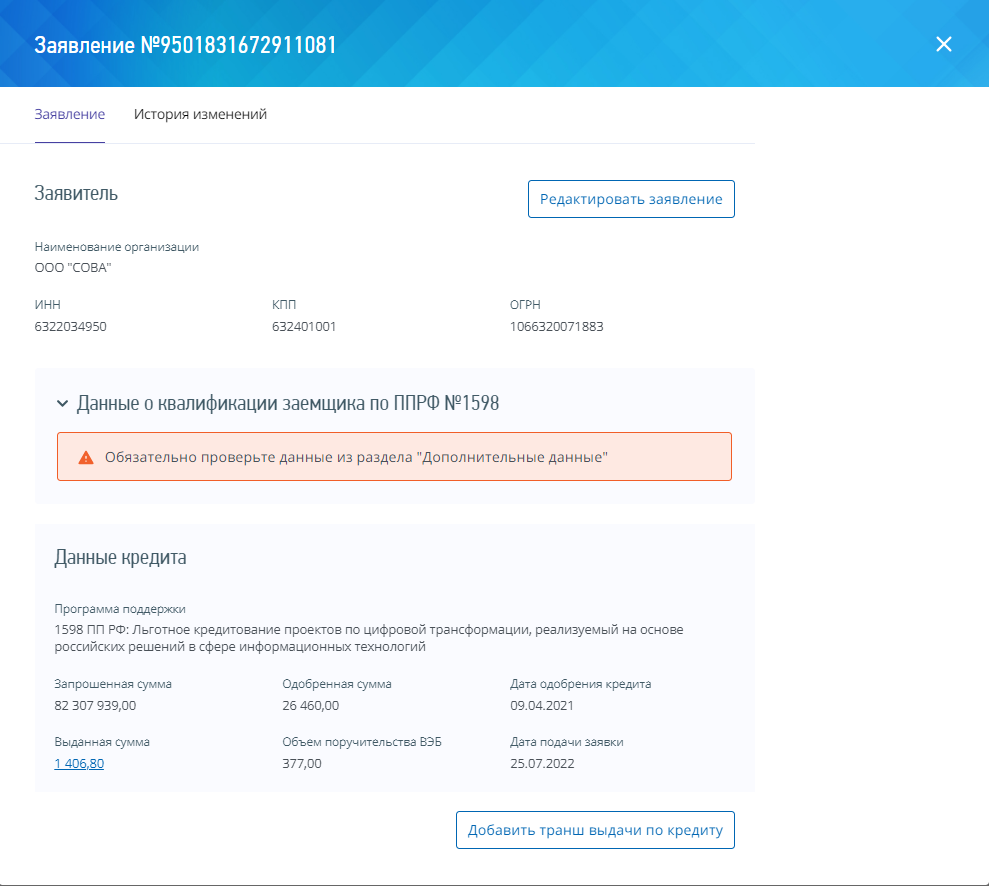 Заявление №9501831672911081
Заявление История изменений
Заявитель
Редактировать заявление
Наименование организации
ООО "СОВА"
ИНН КПП ОГРН
6322034950 632401001 1066320071883
Данные о квалификации заемщика по ППРФ №1598
Обязательно проверьте данные из раздела "Дополнительные данные"
Данные кредита
Программа поддержки
1598 ПП РФ: Льготное кредитование проектов по цифровой трансформации, реализуемый на основе
российских решений в сфере информационных технологий
Запрошенная сумма Одобренная сумма Дата одобрения кредита
82 307 939,00 26 460,00 09.04.2021
Выданная сумма Объем поручительства ВЭБ Дата подачи заявки
1 406,80 377,00 25.07.2022
Добавить транш выдачи по кредиту